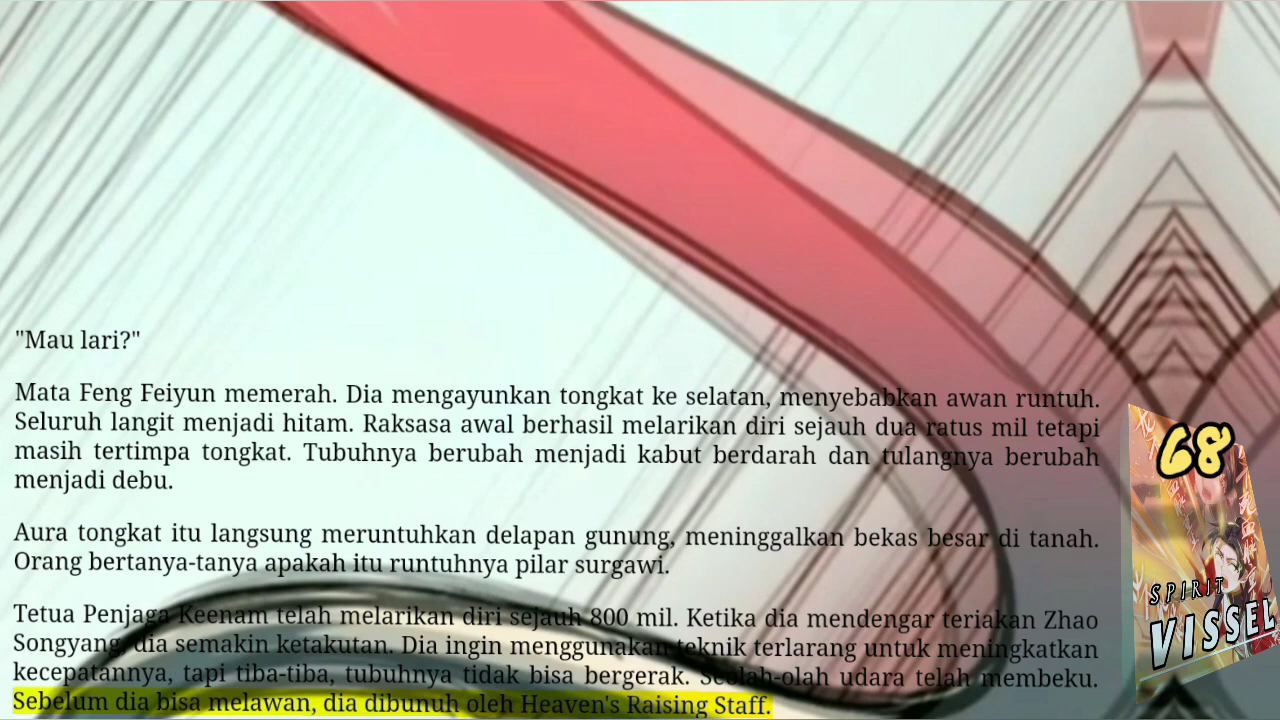 "Mau lari?"
Mata Feng Feiyun memerah. Dia mengayunkan tongkat ke selatan, menyebabkan awan runtuh.
Seluruh langit menjadi hitam. Raksasa awal berhasil melarikan diri sejauh dua ratus mil tetapi
masih tertimpa tongkat. Tubuhnya berubah menjadi kabut berdarah dan tulangnya berubah
menjadi debu.
Aura tongkat itu langsung meruntuhkan delapan gunung, meninggalkan bekas besar di tanah.
Orang bertanya-tanya apakah itu runtuhnya pilar surgawi.
Tetua Penjaga Keenam telah melarikan diri sejauh 800 mil. Ketika dia mendengar teriakan Zhao
Songyang, dia semakin ketakutan. Dia ingin menggunakan teknik terlarang untuk meningkatkan
kecepatannya, tapi tiba-tiba, tubuhnya tidak bisa bergerak. Seolah-olah udara telah membeku.
Sebelum dia bisa melawan, dia dibunuh oleh Heaven's Raising Staff.
68
SPIRIT
VISSEL